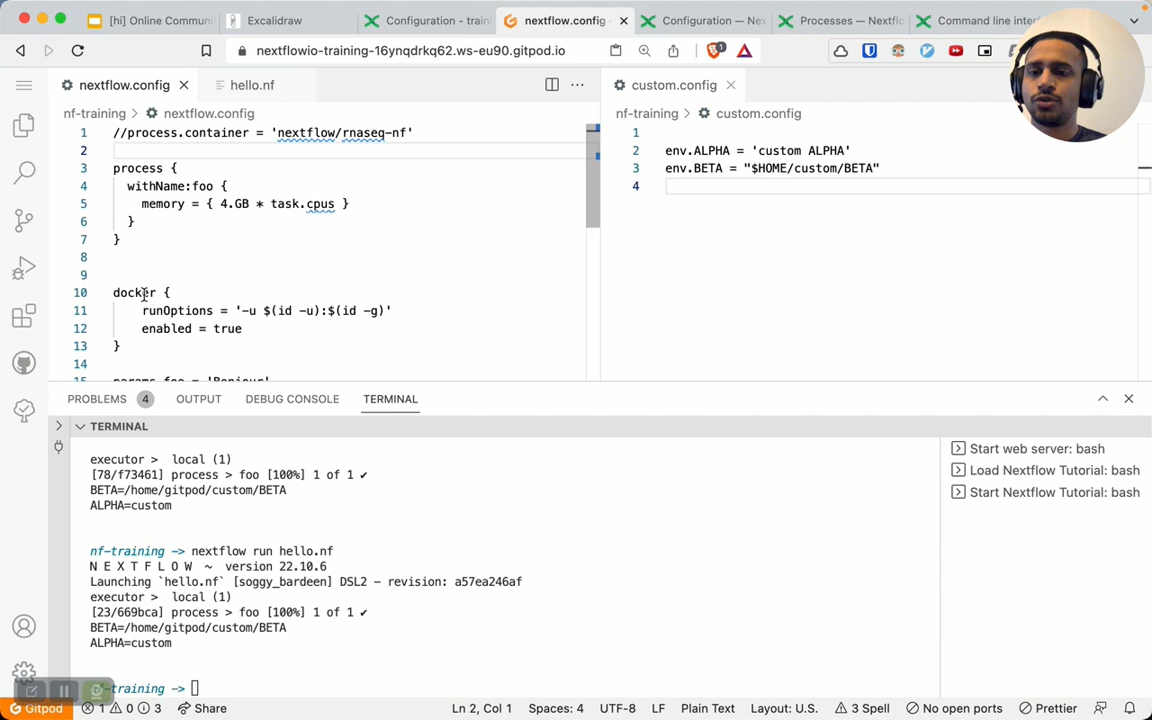 [hi] Online Communi
Excalidraw
Configuration - traini
nextflow.config -
Configuration — Nex
Processes — Nextflo
Command line inter
nextflowio-training-16ynqdrkq62.ws-eu90.gitpod.io
1
nextflow.config
hello.nf
custom.config
nf-training > nextflow.config
nf-training > custom.config
1 //process.container = 'nextflow/rnaseq-nf'
2
3 process {
4 withName:foo {
5 memory = { 4.GB * task.cpus }
6 }
7 }
8
9
10 docker {
11 runOptions = '-u $(id -u):$(id -g)'
12 enabled = true
13 }
14
15 params.foo = 'Bonjour'
1
2 env.ALPHA = 'custom ALPHA'
3 env.BETA = "$HOME/custom/BETA"
4
PROBLEMS 4 OUTPUT DEBUG CONSOLE TERMINAL
TERMINAL
executor > local (1)
[78/f73461] process > foo [100%] 1 of 1 ✔
BETA=/home/gitpod/custom/BETA
ALPHA=custom
nf-training -> nextflow run hello.nf
N E X T F L O W ~ version 22.10.6
Launching `hello.nf` [soggy_bardeen] DSL2 - revision: a57ea246af
executor > local (1)
[23/669bca] process > foo [100%] 1 of 1 ✔
BETA=/home/gitpod/custom/BETA
ALPHA=custom
-training ->
Start web server: bash
Load Nextflow Tutorial: bash
Start Nextflow Tutorial: bash
Gitpod
1 0 3
Share
Ln 2, Col 1
Spaces: 4
UTF-8
LF
Plain Text
Layout: U.S.
3 Spell
No open ports
Prettier